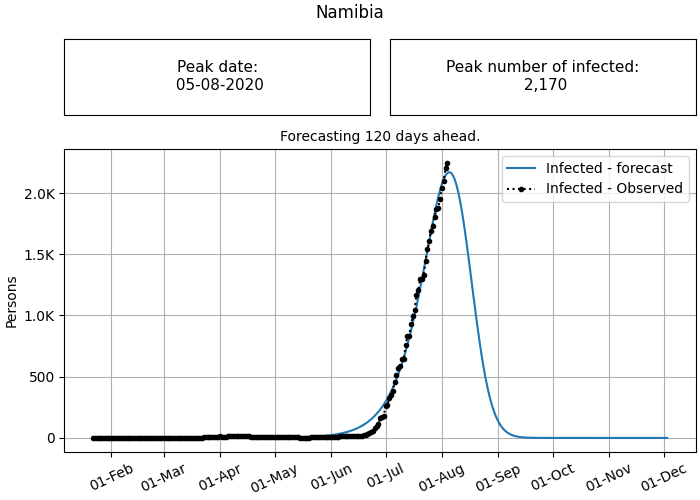 Namibia
Peak date:
05-08-2020
Peak number of infected:
2,170
Forecasting 120 days ahead.
Infected - forecast
Infected - Observed
Persons
2.0K
1.5K
1.0K
500
0
01-Feb
01-Mar
01-Apr
01-May
01-Jun
01-Jul
01-Aug
01-Sep
01-Oct
01-Nov
01-Dec